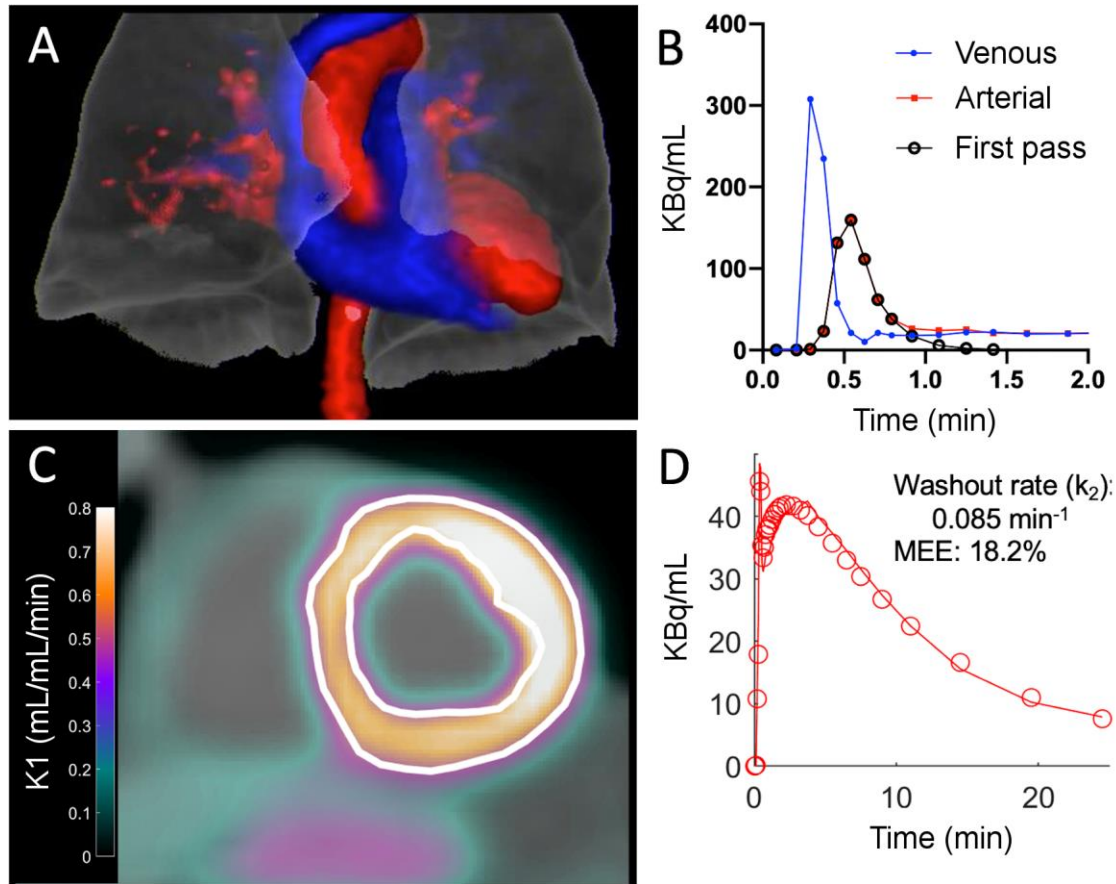 A
B
KBq/mL
400
300
200
100
0
Venous
Arterial
First pass
0.0 0.5 1.0 1.5 2.0
Time (min)
C
K1 (mL/mL/min)
0.8
0.7
0.6
0.5
0.4
0.3
0.2
0.1
0
D
KBq/mL
40
30
20
10
0
Washout rate (k₂):
0.085 min⁻¹
MEE: 18.2%
0 10 20
Time (min)